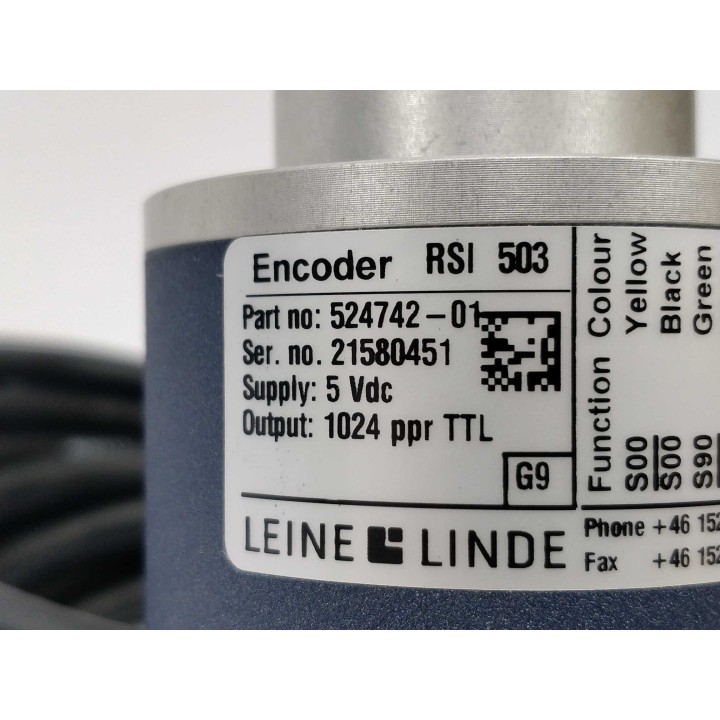 Encoder RSI 503
Part no: 524742-01
Ser. no. 21580451
Supply: 5 Vdc
Output: 1024 ppr TTL
G9
LEINE LINDE
Function Colour
S00 Yellow
S00 Black
S90 Green
Phone +46 152
Fax +46 152